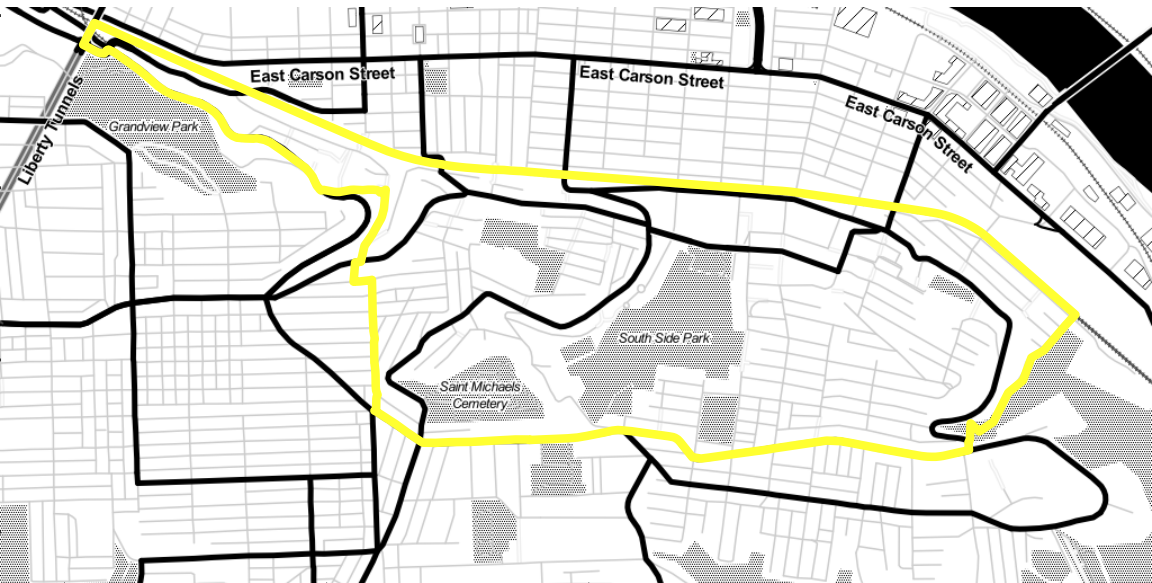 East Carson Street
East Carson Street
East Carson Street
Liberty Tunnels
Grandview Park
South Side Park
Saint Michaels
Cemetery